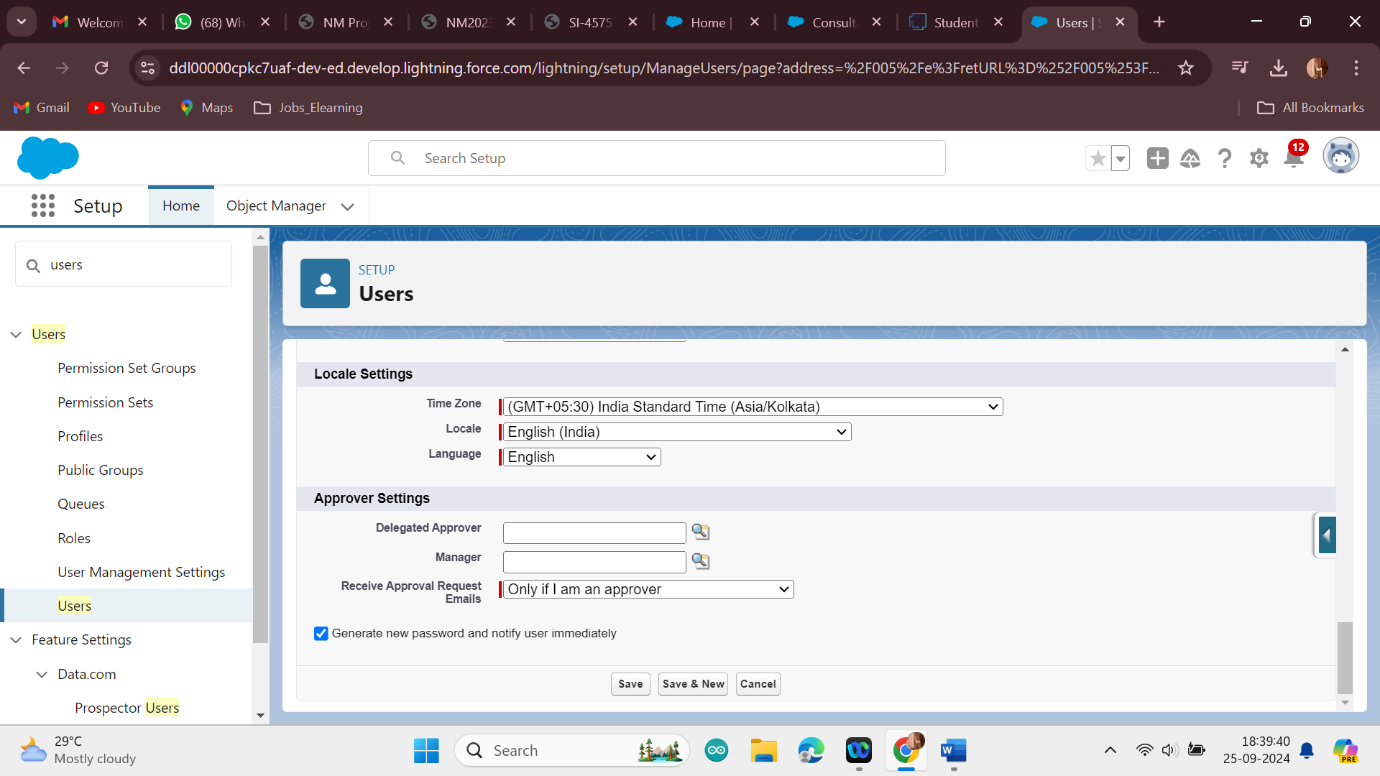 Welcom
(68) Wh
NM Pro
NM202
SI-4575
Home |
Consult
Student
Users | S
ddl00000cpkc7uaf-dev-ed.develop.lightning.force.com/lightning/setup/ManageUsers/page?address=%2F005%2Fe%3FretURL%3D%252F005%253F...
Gmail
YouTube
Maps
Jobs_Elearning
All Bookmarks
Search Setup
12
Setup
Home
Object Manager
users
SETUP
Users
Users
Permission Set Groups
Permission Sets
Profiles
Public Groups
Queues
Roles
User Management Settings
Users
Feature Settings
Data.com
Prospector Users
Locale Settings
Time Zone (GMT+05:30) India Standard Time (Asia/Kolkata)
Locale English (India)
Language English
Approver Settings
Delegated Approver
Manager
Receive Approval Request
Emails
Only if I am an approver
Generate new password and notify user immediately
Save Save & New Cancel
29°C
Mostly cloudy
Search
18:39:40
25-09-2024
PRE